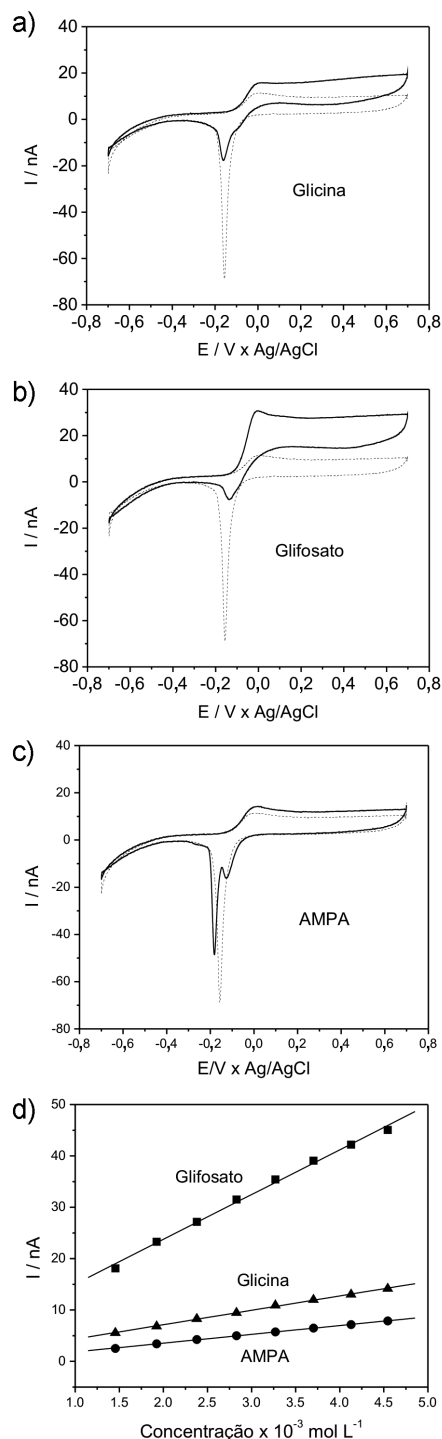 a)
40
20
0
-20
-40
-60
-80
I / nA
Glicina
-0,8 -0,6 -0,4 -0,2 0,0 0,2 0,4 0,6 0,8
E / V x Ag/AgCl
b)
40
20
0
-20
-40
-60
-80
I / nA
Glifosato
-0,8 -0,6 -0,4 -0,2 0,0 0,2 0,4 0,6 0,8
E / V x Ag/AgCl
c)
40
20
0
-20
-40
-60
-80
I / nA
AMPA
-0,8 -0,6 -0,4 -0,2 0,0 0,2 0,4 0,6 0,8
E/V x Ag/AgCl
d)
50
40
30
20
10
0
I / nA
Glifosato
Glicina
AMPA
1.0 1.5 2.0 2.5 3.0 3.5 4.0 4.5 5.0
Concentração x 10⁻³ mol L⁻¹